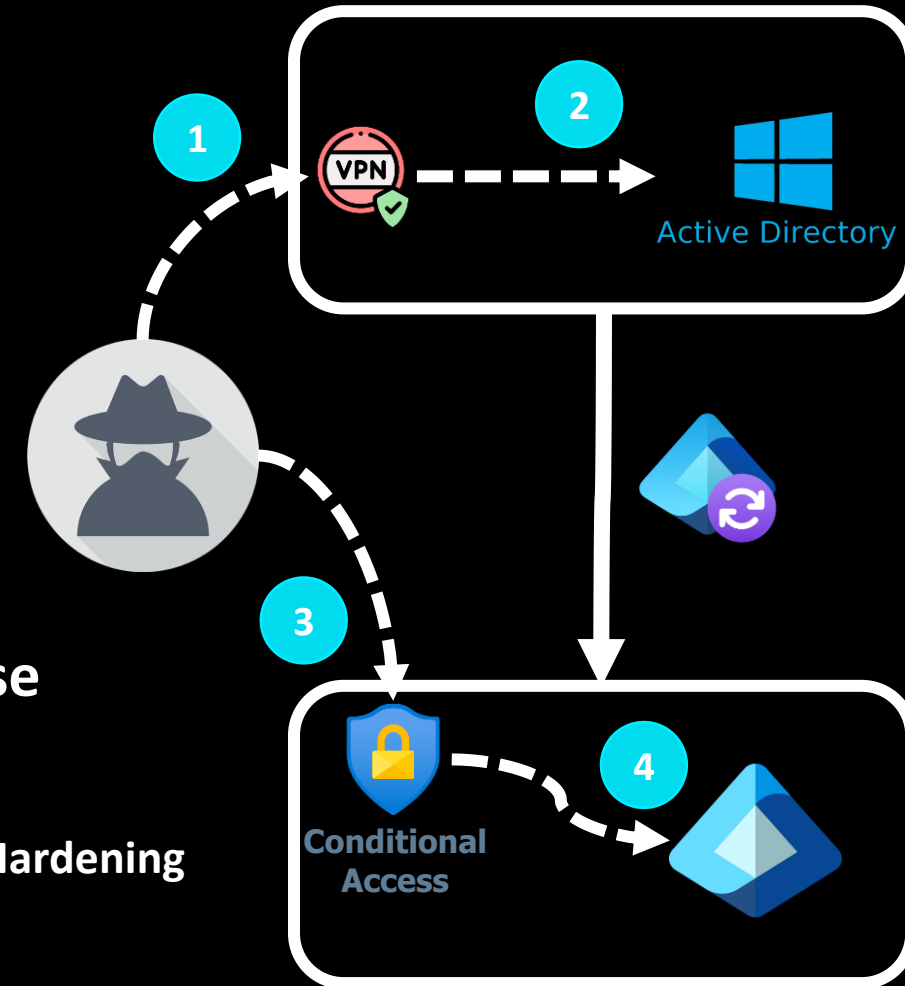 1
2
VPN
Active Directory
3
se
4
Hardening
Conditional
Access